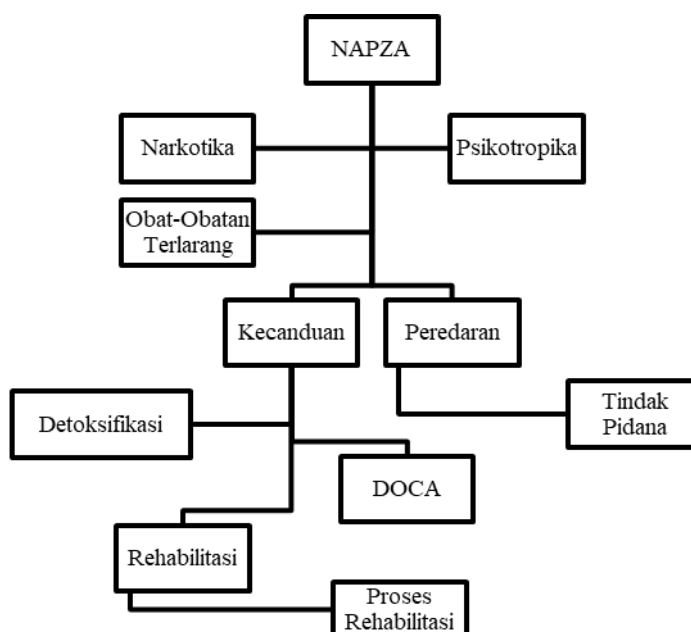 NAPZA
Narkotika
Psikotropika
Obat-Obatan
Terlarang
Kecanduan
Peredaran
Detoksifikasi
Tindak
Pidana
DOCA
Rehabilitasi
Proses
Rehabilitasi